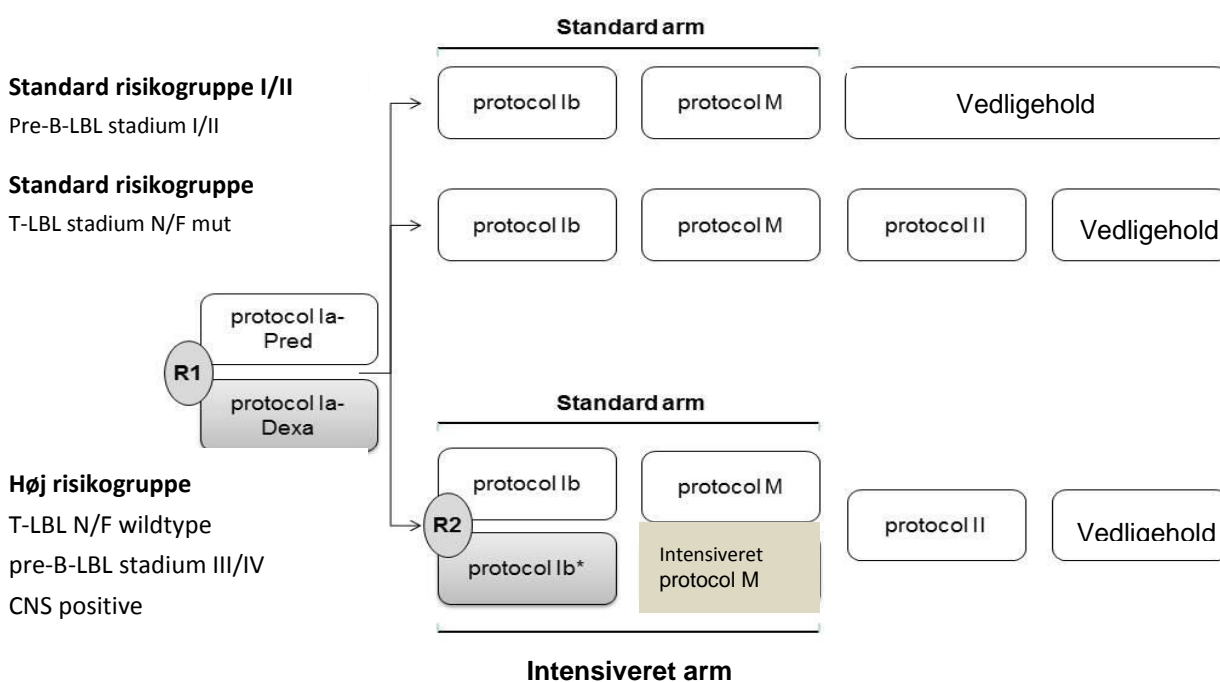 Standard arm
Standard risikogruppe I/II
Pre-B-LBL stadium I/II
protocol Ib
protocol M
Vedligehold
Standard risikogruppe
T-LBL stadium N/F mut
protocol Ib
protocol M
protocol II
Vedligehold
protocol Ia-
Pred
R1
protocol Ia-
Dexa
Standard arm
Høj risikogruppe
T-LBL N/F wildtype
pre-B-LBL stadium III/IV
CNS positive
protocol Ib
protocol M
R2
protocol Ib*
Intensiveret
protocol M
protocol II
Vedligehold
Intensiveret arm